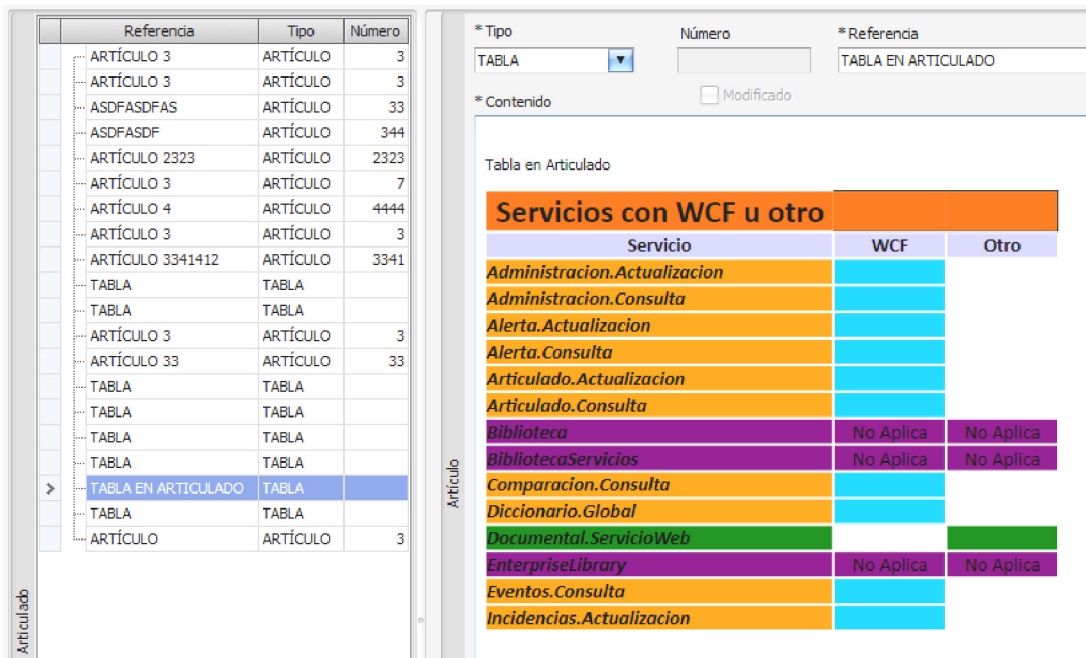 Referencia Tipo Número
ARTÍCULO 3 ARTÍCULO 3
ARTÍCULO 3 ARTÍCULO 3
ASDFASDFAS ARTÍCULO 33
ASDFASDF ARTÍCULO 344
ARTÍCULO 2323 ARTÍCULO 2323
ARTÍCULO 3 ARTÍCULO 7
ARTÍCULO 4 ARTÍCULO 4444
ARTÍCULO 3 ARTÍCULO 3
ARTÍCULO 3341412 ARTÍCULO 3341
TABLA TABLA
TABLA TABLA
ARTÍCULO 3 ARTÍCULO 3
ARTÍCULO 33 ARTÍCULO 33
TABLA TABLA
TABLA TABLA
TABLA TABLA
TABLA TABLA
TABLA EN ARTICULADO TABLA
TABLA TABLA
ARTÍCULO ARTÍCULO 3
Articulado
Artículo
* Tipo Número * Referencia
TABLA TABLA EN ARTICULADO
* Contenido Modificado
Tabla en Articulado
Servicios con WCF u otro
Servicio WCF Otro
Administracion.Actualizacion
Administracion.Consulta
Alerta.Actualizacion
Alerta.Consulta
Articulado.Actualizacion
Articulado.Consulta
Biblioteca No Aplica No Aplica
BibliotecaServicios No Aplica No Aplica
Comparacion.Consulta
Diccionario.Global
Documental.ServicioWeb
EnterpriseLibrary No Aplica No Aplica
Eventos.Consulta
Incidencias.Actualizacion